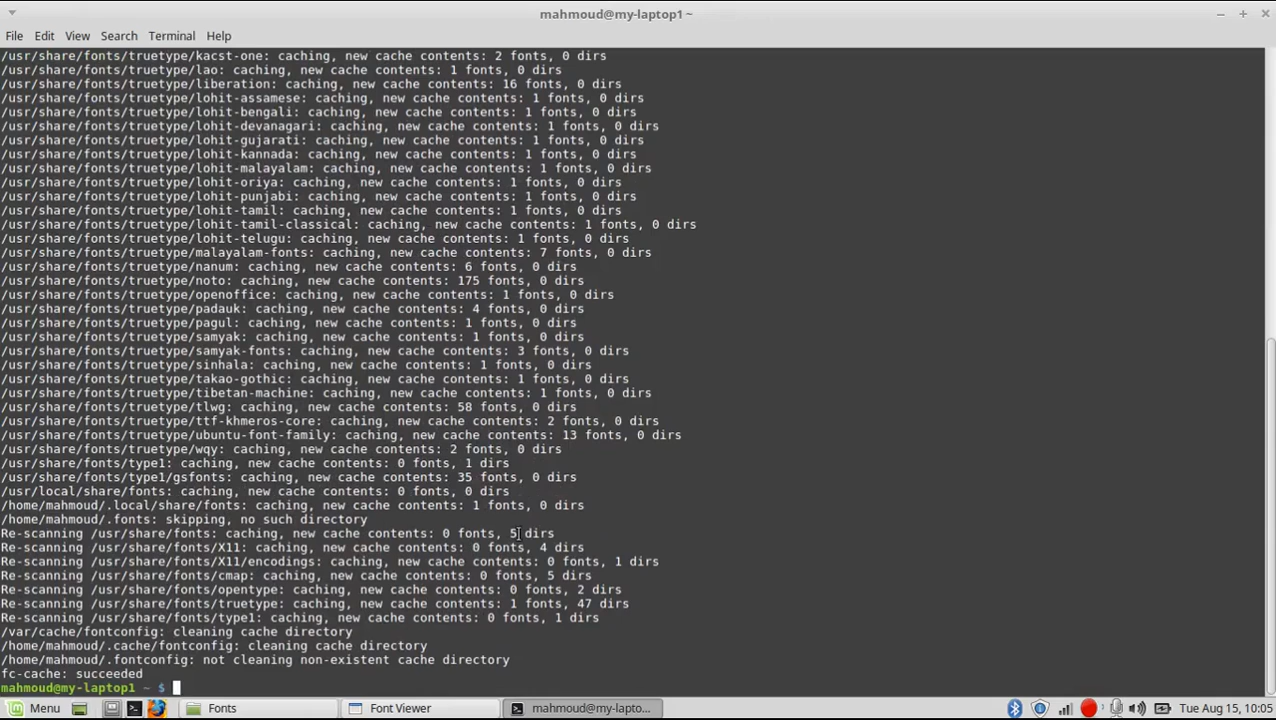 mahmoud@my-laptop1 ~
File Edit View Search Terminal Help
/usr/share/fonts/truetype/kacst-one: caching, new cache contents: 2 fonts, 0 dirs
/usr/share/fonts/truetype/lao: caching, new cache contents: 1 fonts, 0 dirs
/usr/share/fonts/truetype/liberation: caching, new cache contents: 16 fonts, 0 dirs
/usr/share/fonts/truetype/lohit-assamese: caching, new cache contents: 1 fonts, 0 dirs
/usr/share/fonts/truetype/lohit-bengali: caching, new cache contents: 1 fonts, 0 dirs
/usr/share/fonts/truetype/lohit-devanagari: caching, new cache contents: 1 fonts, 0 dirs
/usr/share/fonts/truetype/lohit-gujarati: caching, new cache contents: 1 fonts, 0 dirs
/usr/share/fonts/truetype/lohit-kannada: caching, new cache contents: 1 fonts, 0 dirs
/usr/share/fonts/truetype/lohit-malayalam: caching, new cache contents: 1 fonts, 0 dirs
/usr/share/fonts/truetype/lohit-oriya: caching, new cache contents: 1 fonts, 0 dirs
/usr/share/fonts/truetype/lohit-punjabi: caching, new cache contents: 1 fonts, 0 dirs
/usr/share/fonts/truetype/lohit-tamil: caching, new cache contents: 1 fonts, 0 dirs
/usr/share/fonts/truetype/lohit-tamil-classical: caching, new cache contents: 1 fonts, 0 dirs
/usr/share/fonts/truetype/lohit-telugu: caching, new cache contents: 1 fonts, 0 dirs
/usr/share/fonts/truetype/malayalam-fonts: caching, new cache contents: 7 fonts, 0 dirs
/usr/share/fonts/truetype/nanum: caching, new cache contents: 6 fonts, 0 dirs
/usr/share/fonts/truetype/noto: caching, new cache contents: 175 fonts, 0 dirs
/usr/share/fonts/truetype/openoffice: caching, new cache contents: 1 fonts, 0 dirs
/usr/share/fonts/truetype/padauk: caching, new cache contents: 4 fonts, 0 dirs
/usr/share/fonts/truetype/pagul: caching, new cache contents: 1 fonts, 0 dirs
/usr/share/fonts/truetype/samyak: caching, new cache contents: 1 fonts, 0 dirs
/usr/share/fonts/truetype/samyak-fonts: caching, new cache contents: 3 fonts, 0 dirs
/usr/share/fonts/truetype/sinhala: caching, new cache contents: 1 fonts, 0 dirs
/usr/share/fonts/truetype/takao-gothic: caching, new cache contents: 1 fonts, 0 dirs
/usr/share/fonts/truetype/tibetan-machine: caching, new cache contents: 1 fonts, 0 dirs
/usr/share/fonts/truetype/tlwg: caching, new cache contents: 58 fonts, 0 dirs
/usr/share/fonts/truetype/ttf-khmeros-core: caching, new cache contents: 2 fonts, 0 dirs
/usr/share/fonts/truetype/ubuntu-font-family: caching, new cache contents: 13 fonts, 0 dirs
/usr/share/fonts/truetype/wqy: caching, new cache contents: 2 fonts, 0 dirs
/usr/share/fonts/type1: caching, new cache contents: 0 fonts, 1 dirs
/usr/share/fonts/type1/gsfonts: caching, new cache contents: 35 fonts, 0 dirs
/usr/local/share/fonts: caching, new cache contents: 0 fonts, 0 dirs
/home/mahmoud/.local/share/fonts: caching, new cache contents: 1 fonts, 0 dirs
/home/mahmoud/.fonts: skipping, no such directory
Re-scanning /usr/share/fonts: caching, new cache contents: 0 fonts, 5 dirs
Re-scanning /usr/share/fonts/X11: caching, new cache contents: 0 fonts, 4 dirs
Re-scanning /usr/share/fonts/X11/encodings: caching, new cache contents: 0 fonts, 1 dirs
Re-scanning /usr/share/fonts/cmap: caching, new cache contents: 0 fonts, 5 dirs
Re-scanning /usr/share/fonts/opentype: caching, new cache contents: 0 fonts, 2 dirs
Re-scanning /usr/share/fonts/truetype: caching, new cache contents: 1 fonts, 47 dirs
Re-scanning /usr/share/fonts/type1: caching, new cache contents: 0 fonts, 1 dirs
/var/cache/fontconfig: cleaning cache directory
/home/mahmoud/.cache/fontconfig: cleaning cache directory
/home/mahmoud/.fontconfig: not cleaning non-existent cache directory
fc-cache: succeeded
mahmoud@my-laptop1 ~ $
Menu Fonts Font Viewer mahmoud@my-lapto... Tue Aug 15, 10:05